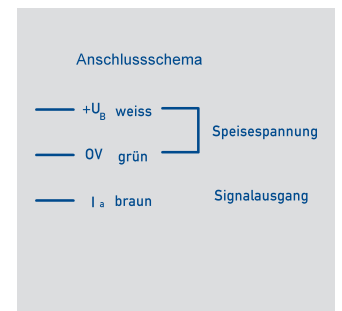 Anschlussschema
+UB weiss
Speisespannung
0V grün
Ia braun Signalausgang